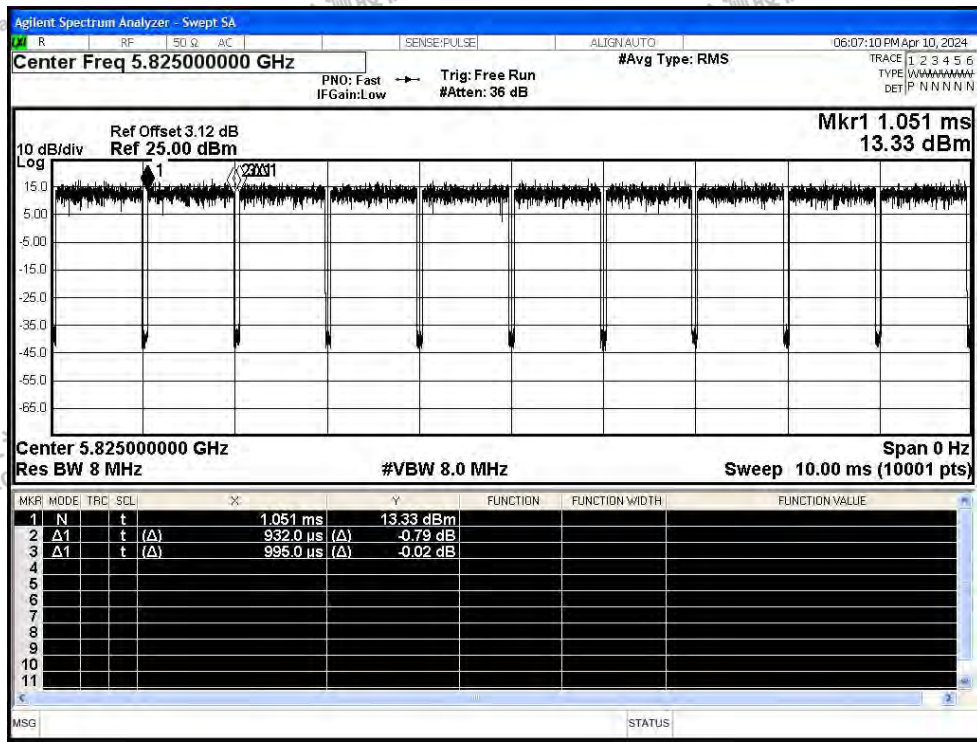 Agilent Spectrum Analyzer - Swept SA
LXI R RF 50 Ω AC SENSE:PULSE ALIGN AUTO 06:07:10 PM Apr 10, 2024
Center Freq 5.825000000 GHz
#Avg Type: RMS
TRACE 1 2 3 4 5 6
PNO: Fast
Trig: Free Run
TYPE WWWWWW
IFGain:Low
#Atten: 36 dB
DET P N N N N N
Mkr1 1.051 ms
Ref Offset 3.12 dB
13.33 dBm
10 dB/div Ref 25.00 dBm
Log
1
15.0
5.00
-5.00
-15.0
-25.0
-35.0
-45.0
-55.0
-65.0
Center 5.825000000 GHz Span 0 Hz
Res BW 8 MHz #VBW 8.0 MHz Sweep 10.00 ms (10001 pts)
MKR MODE TRC SCL X Y FUNCTION FUNCTION WIDTH FUNCTION VALUE
1 N t 1.051 ms 13.33 dBm
2 Δ1 t (Δ) 932.0 µs (Δ) -0.79 dB
3 Δ1 t (Δ) 995.0 µs (Δ) -0.02 dB
4
5
6
7
8
9
10
11
MSG STATUS